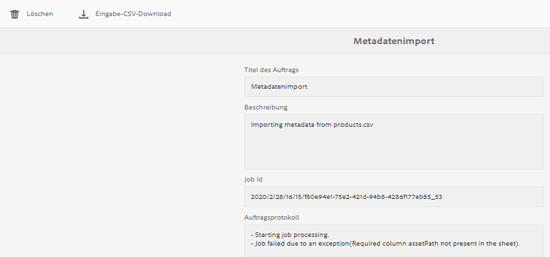 Löschen
Eingabe-CSV-Download
Metadatenimport
Titel des Auftrags
Metadatenimport
Beschreibung
Importing metadata from products.csv
Job Id
2020/2/28/16/15/f80e94e1-75e2-421d-94b8-4286f177eb85_53
Auftragsprotokoll
- Starting job processing.
- Job failed due to an exception(Required column assetPath not present in the sheet).